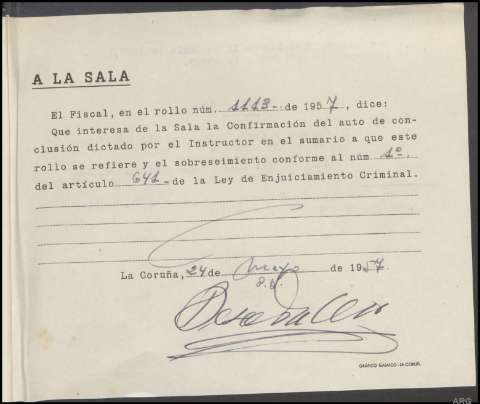 A LA SALA
El Fiscal, en el rollo núm. 1113- de 1957, dice:
Que interesa de la Sala la Confirmación del auto de con-
clusión dictado por el Instructor en el sumario a que este
rollo se refiere y el sobreseimiento conforme al núm. 1º.
del artículo 641- de la Ley de Enjuiciamiento Criminal.
La Coruña, 24 de Mayo de 1957.
GRÁFICO GALAICO - LA CORUÑA
ARG